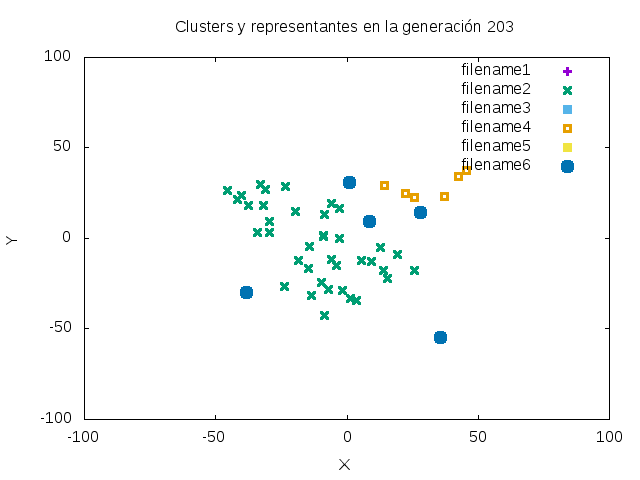 Clusters y representantes en la generación 203
100
50
0
-50
-100
Y
-100
-50
0
50
100
X
filename1
filename2
filename3
filename4
filename5
filename6